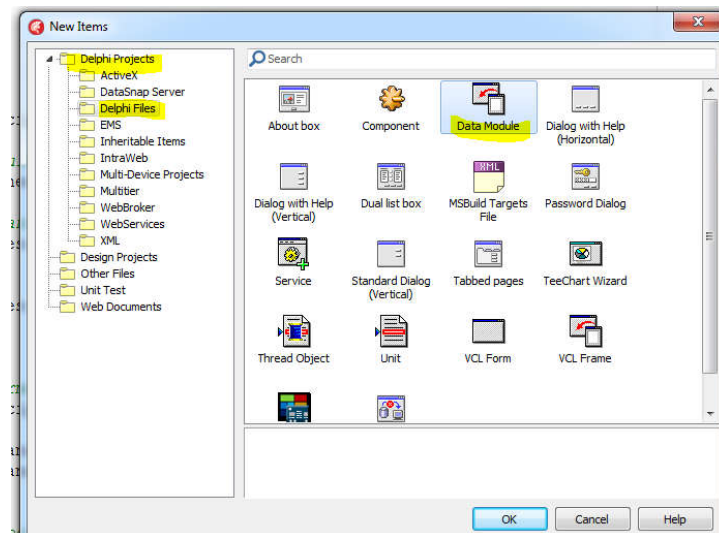 New Items
Delphi Projects
ActiveX
DataSnap Server
Delphi Files
EMS
Inheritable Items
IntraWeb
Multi-Device Projects
Multitier
WebBroker
WebServices
XML
Design Projects
Other Files
Unit Test
Web Documents
Search
About box
Component
Data Module
Dialog with Help
(Horizontal)
Dialog with Help
(Vertical)
Dual list box
XML
MSBuild Targets
File
Password Dialog
Service
Standard Dialog
(Vertical)
Tabbed pages
TeeChart Wizard
Thread Object
Unit
VCL Form
VCL Frame
OK
Cancel
Help